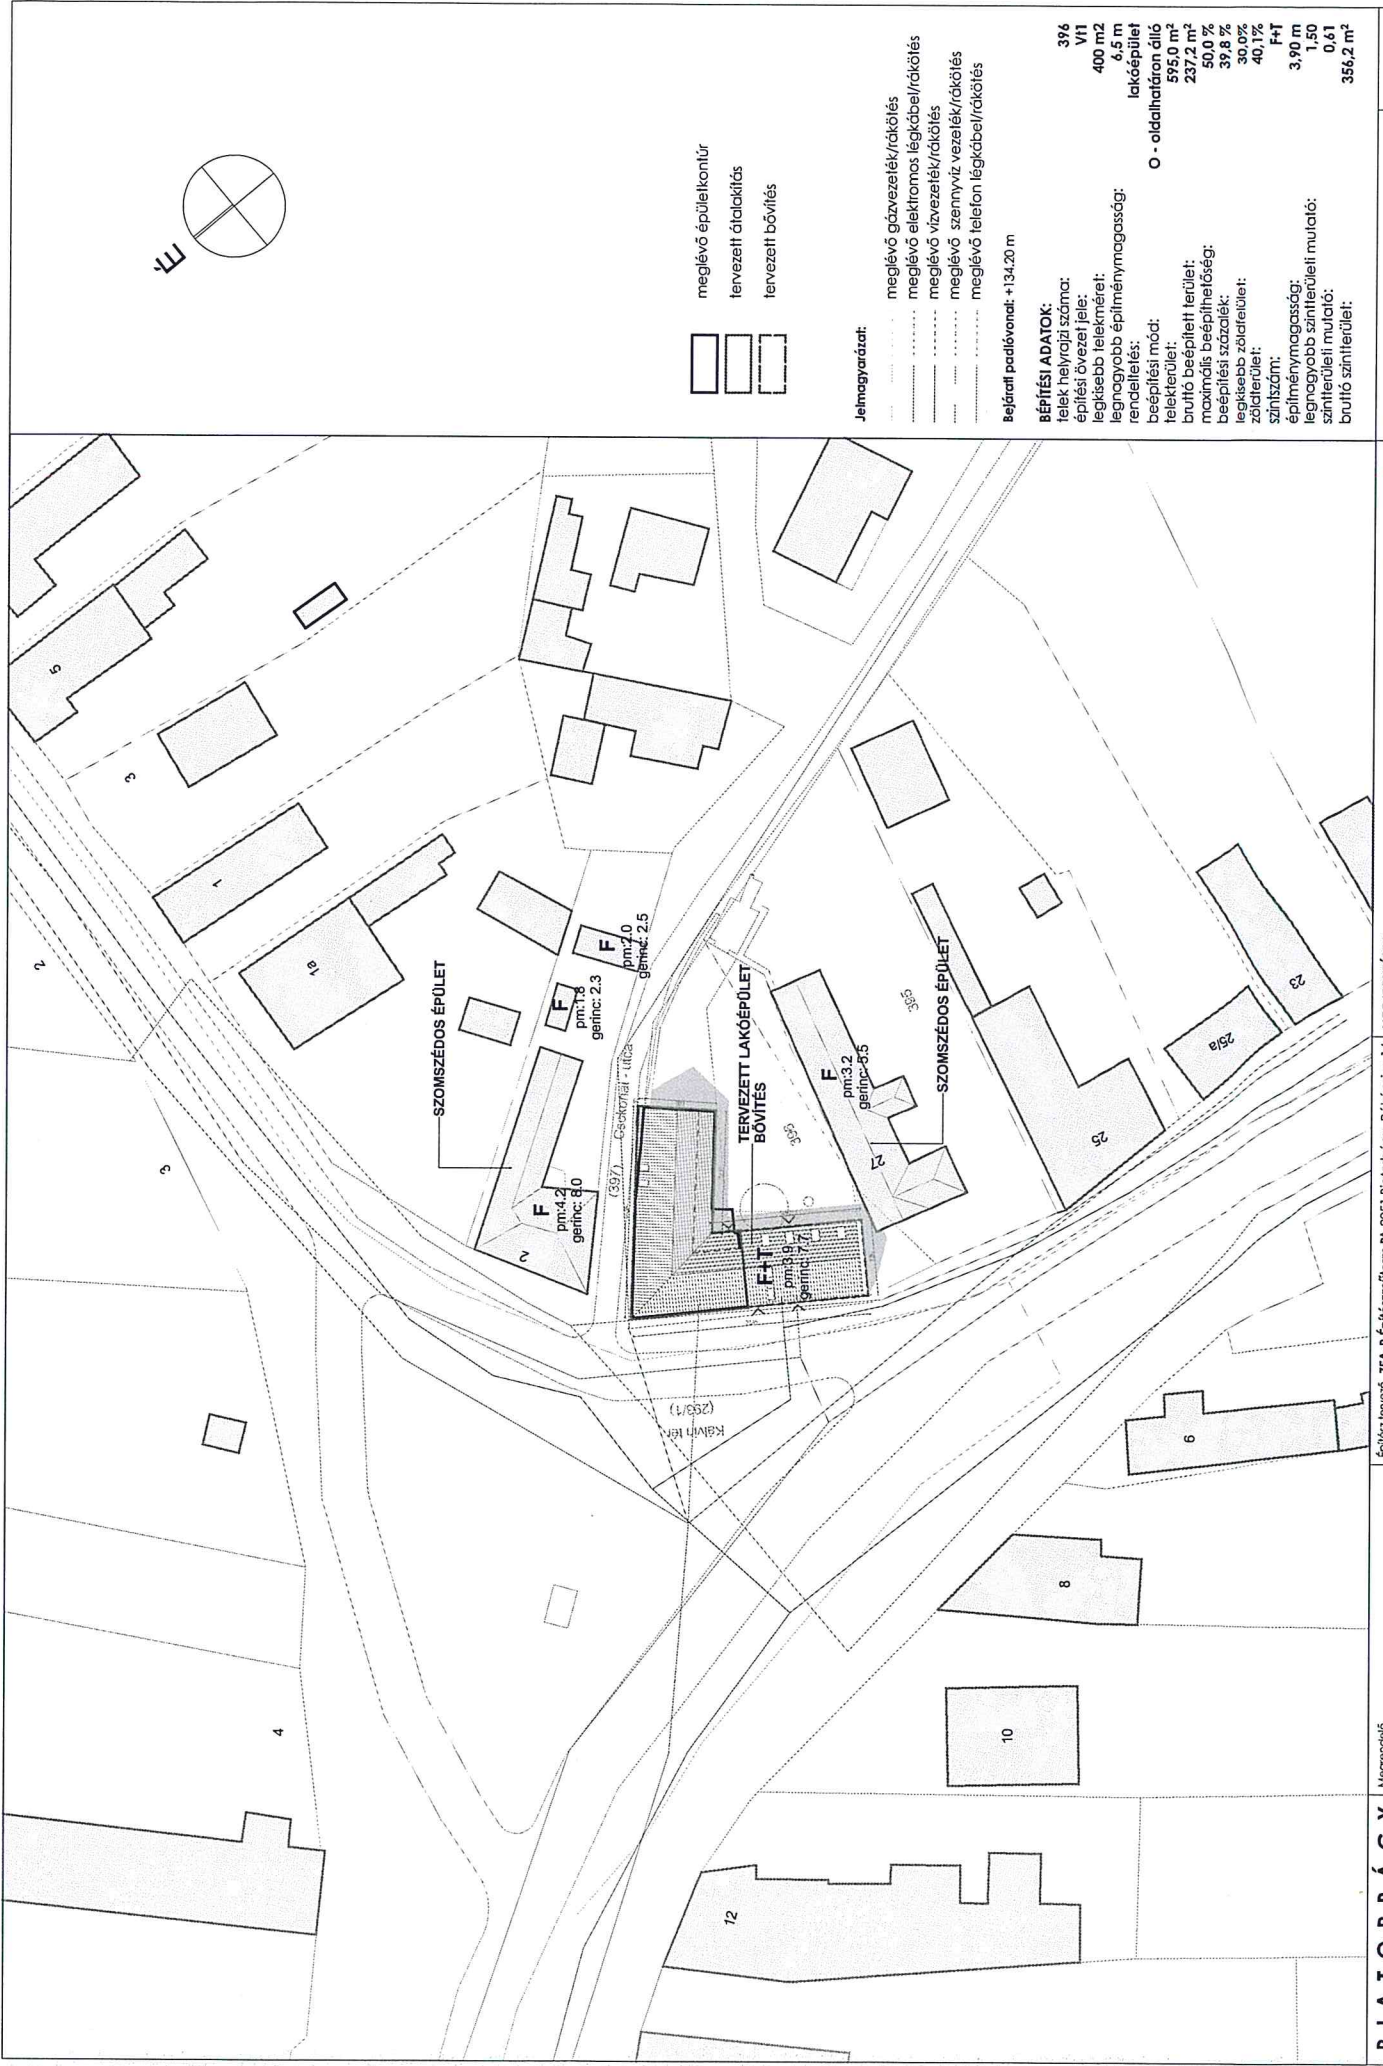 É
meglévő épületkontúr
tervezett átalakítás
tervezett bővítés
Jelmagyarázat:
meglévő gázvezeték/rákötés
meglévő elektromos légkábel/rákötés
meglévő vízvezeték/rákötés
meglévő szennyvíz vezeték/rákötés
meglévő telefon légkábel/rákötés
Bejárati padlóvonal: +134.20 m
BÉPÍTÉSI ADATOK:
telek helyrajzi száma: 396
építési övezet jele: Vt1
legkisebb telekméret: 400 m2
legnagyobb építménymagasság: 6,5 m
rendeltetés: lakóépület
beépítési mód: O - oldalhatáron álló
telekterület: 595,0 m²
bruttó beépített terület: 237,2 m²
maximális beépíthetőség: 50,0 %
beépítési százalék: 39,8 %
legkisebb zöldfelület: 30,0%
zöldterület: 40,1%
szintszám: F+T
építménymagasság: 3,90 m
legnagyobb szintterületi mutató: 1,50
szintterületi mutató: 0,61
bruttó szintterület: 356,2 m²
SZOMSZÉDOS ÉPÜLET
F
pm:4.2
gerinc: 8.0
2
F
pm:1.8
gerinc: 2.3
F
pm:2.0
gerinc: 2.5
(397)
utca
TERVEZETT LAKÓÉPÜLET
BŐVÍTÉS
F+T
pm:3.9
gerinc: 7.7
F
pm:3.2
gerinc: 5.5
27
SZOMSZÉDOS ÉPÜLET
395
Kálvin tér
(293/1)
5
3
1
1a
2
3
4
25
25/a
23
6
8
10
12
BIATORBÁGY
Megrendelő